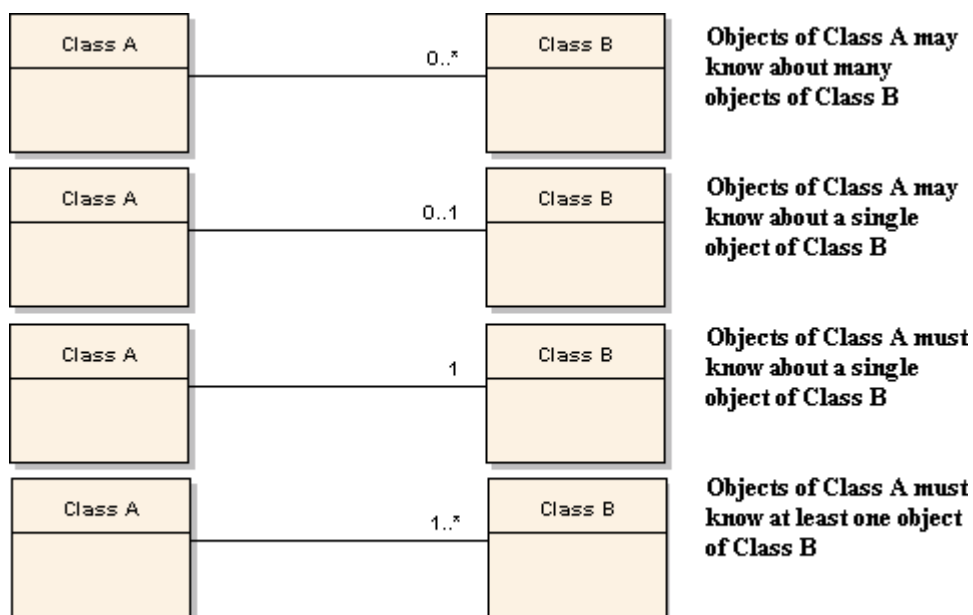 Class A
0..*
Class B
Objects of Class A may
know about many
objects of Class B
Class A
0..1
Class B
Objects of Class A may
know about a single
object of Class B
Class A
1
Class B
Objects of Class A must
know about a single
object of Class B
Class A
1..*
Class B
Objects of Class A must
know at least one object
of Class B